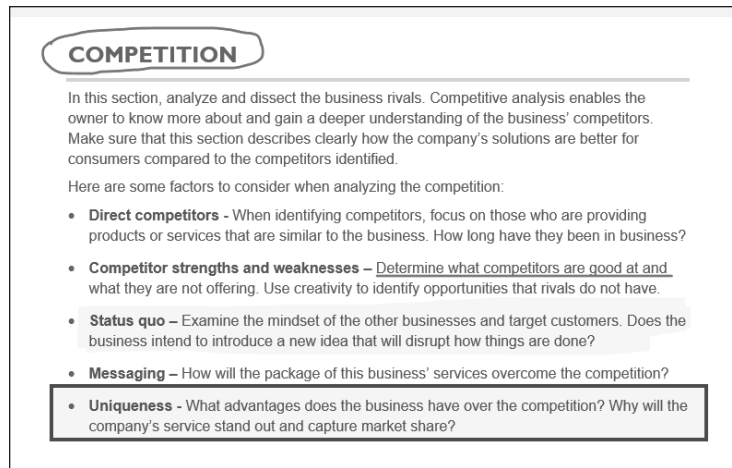 COMPETITION
In this section, analyze and dissect the business rivals. Competitive analysis enables the
owner to know more about and gain a deeper understanding of the business’ competitors.
Make sure that this section describes clearly how the company’s solutions are better for
consumers compared to the competitors identified.
Here are some factors to consider when analyzing the competition:
• Direct competitors - When identifying competitors, focus on those who are providing
products or services that are similar to the business. How long have they been in business?
• Competitor strengths and weaknesses – Determine what competitors are good at and
what they are not offering. Use creativity to identify opportunities that rivals do not have.
• Status quo – Examine the mindset of the other businesses and target customers. Does the
business intend to introduce a new idea that will disrupt how things are done?
• Messaging – How will the package of this business’ services overcome the competition?
• Uniqueness - What advantages does the business have over the competition? Why will the
company’s service stand out and capture market share?